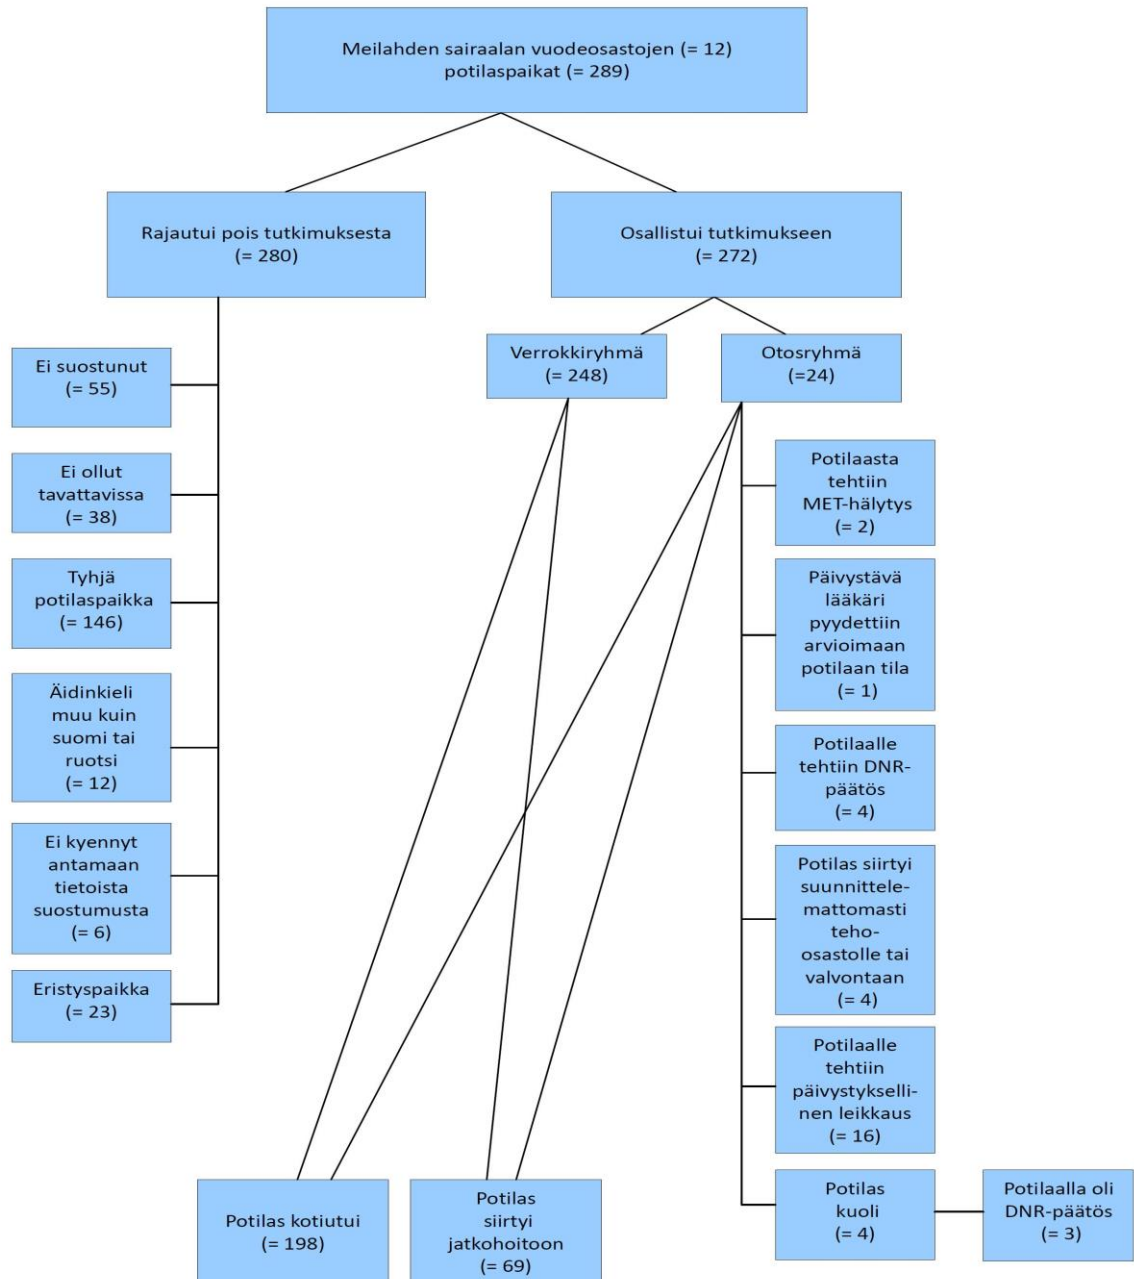 Meilahden sairaalan vuodeosastojen (= 12)
potilaspaikat (= 289)
Rajautui pois tutkimuksesta
(= 280)
Osallistui tutkimukseen
(= 272)
Ei suostunut
(= 55)
Ei ollut
tavattavissa
(= 38)
Tyhjä
potilaspaikka
(= 146)
Äidinkieli
muu kuin
suomi tai
ruotsi
(= 12)
Ei kyennyt
antamaan
tietoista
suostumusta
(= 6)
Eristyspaikka
(= 23)
Verrokkiryhmä
(= 248)
Otosryhmä
(=24)
Potilaasta
tehtiin
MET-hälytys
(= 2)
Päivystävä
lääkäri
pyydettiin
arvioimaan
potilaan tila
(= 1)
Potilaalle
tehtiin DNR-
päätös
(= 4)
Potilas siirtyi
suunnittele-
mattomasti
teho-
osastolle tai
valvontaan
(= 4)
Potilaalle
tehtiin
päivystykselli-
nen leikkaus
(= 16)
Potilas
kuoli
(= 4)
Potilaalla oli
DNR-päätös
(= 3)
Potilas kotiutui
(= 198)
Potilas
siirtyi
jatkohoitoon
(= 69)